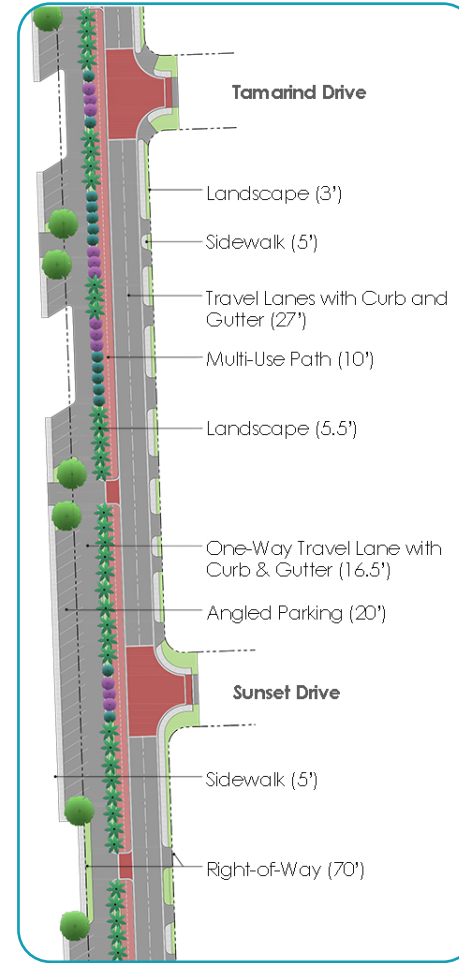 Tamarind Drive
Landscape (3')
Sidewalk (5')
Travel Lanes with Curb and
Gutter (27')
Multi-Use Path (10')
Landscape (5.5')
One-Way Travel Lane with
Curb & Gutter (16.5')
Angled Parking (20')
Sunset Drive
Sidewalk (5')
Right-of-Way (70')